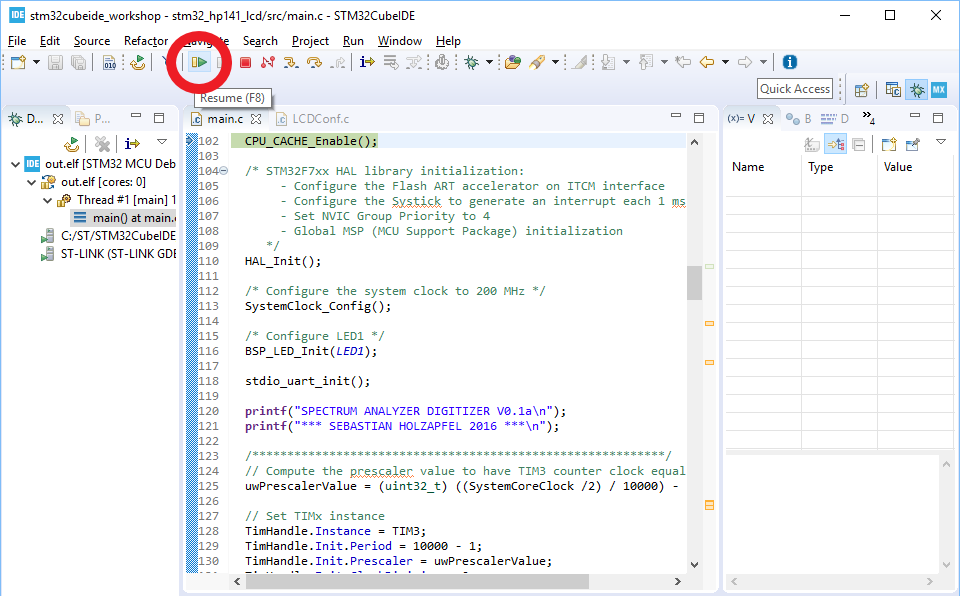 IDE stm32cubeide_workshop - stm32_hp141_lcd/src/main.c - STM32CubeIDE
File Edit Source Refactor Navigate Search Project Run Window Help
010
Resume (F8)
Quick Access
MX
D...
P...
main.c
LCDConf.c
(x)= V
B
D
»4
IDE out.elf [STM32 MCU Deb
out.elf [cores: 0]
Thread #1 [main] 1
main() at main.c
C:/ST/STM32CubeIDE
ST-LINK (ST-LINK GDB
102 CPU_CACHE_Enable();
103
104 /* STM32F7xx HAL library initialization:
105 - Configure the Flash ART accelerator on ITCM interface
106 - Configure the Systick to generate an interrupt each 1 ms
107 - Set NVIC Group Priority to 4
108 - Global MSP (MCU Support Package) initialization
109 */
110 HAL_Init();
111
112 /* Configure the system clock to 200 MHz */
113 SystemClock_Config();
114
115 /* Configure LED1 */
116 BSP_LED_Init(LED1);
117
118 stdio_uart_init();
119
120 printf("SPECTRUM ANALYZER DIGITIZER V0.1a\n");
121 printf("*** SEBASTIAN HOLZAPFEL 2016 ***\n");
122
123 /***********************************************************/
124 // Compute the prescaler value to have TIM3 counter clock equal
125 uwPrescalerValue = (uint32_t) ((SystemCoreClock /2) / 10000) -
126
127 // Set TIMx instance
128 TimHandle.Instance = TIM3;
129 TimHandle.Init.Period = 10000 - 1;
130 TimHandle.Init.Prescaler = uwPrescalerValue;
Name Type Value